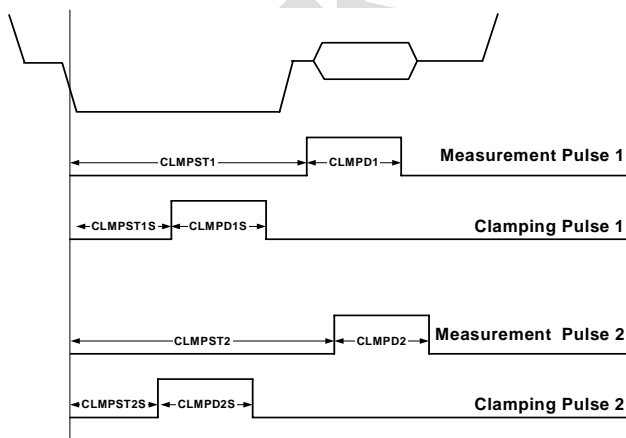 CLMPST1 CLMPD1 Measurement Pulse 1
CLMPST1S CLMPD1S Clamping Pulse 1
CLMPST2 CLMPD2 Measurement Pulse 2
CLMPST2S CLMPD2S Clamping Pulse 2